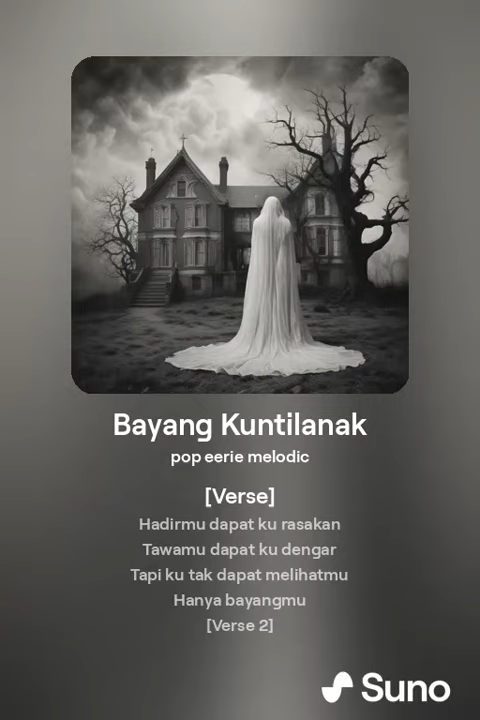 Bayang Kuntilanak
pop eerie melodic
[Verse]
Hadirmu dapat ku rasakan
Tawamu dapat ku dengar
Tapi ku tak dapat melihatmu
Hanya bayangmu
[Verse 2]
Suno